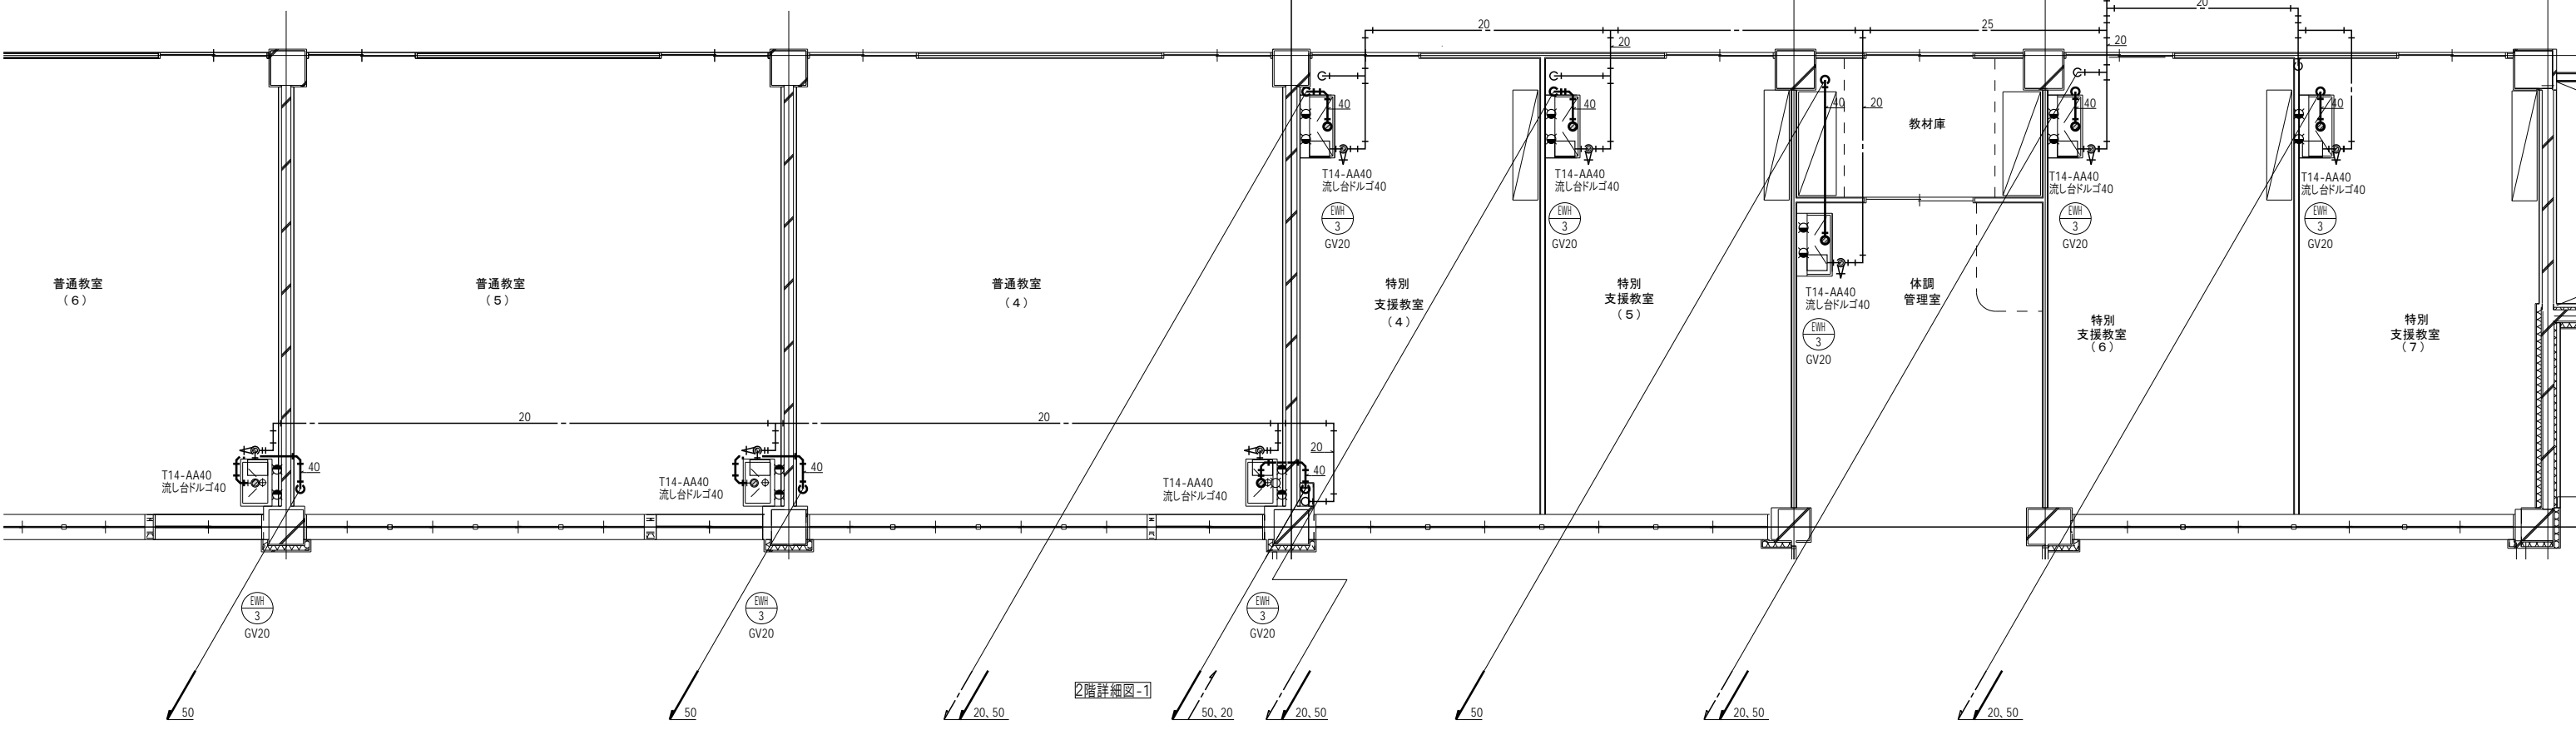 20
20
20
25
20
20
40
T14-AA40
流し台ドルゴ40
EWH
3
GV20
40
T14-AA40
流し台ドルゴ40
EWH
3
GV20
40
20
教材庫
T14-AA40
流し台ドルゴ40
EWH
3
GV20
40
T14-AA40
流し台ドルゴ40
EWH
3
GV20
40
T14-AA40
流し台ドルゴ40
EWH
3
GV20
普通教室
(6)
普通教室
(5)
普通教室
(4)
特別
支援教室
(4)
特別
支援教室
(5)
体調
管理室
特別
支援教室
(6)
特別
支援教室
(7)
20
20
20
T14-AA40
流し台ドルゴ40
40
T14-AA40
流し台ドルゴ40
40
T14-AA40
流し台ドルゴ40
40
EWH
3
GV20
EWH
3
GV20
EWH
3
GV20
2階詳細図-1
50
50
20、50
50、20
20、50
50
20、50
20、50